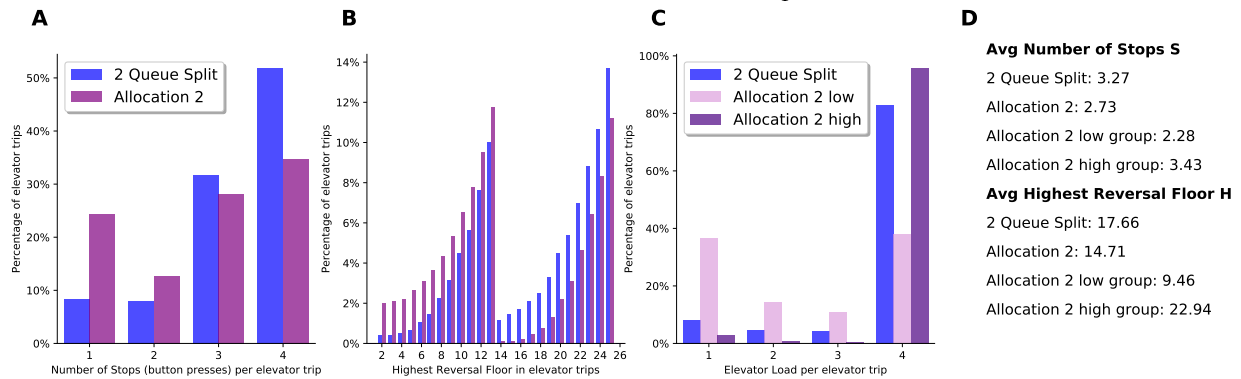 A
50%
40%
30%
20%
10%
0%
Percentage of elevator trips
2 Queue Split
Allocation 2
1 2 3 4
Number of Stops (button presses) per elevator trip
B
14%
12%
10%
8%
6%
4%
2%
0%
Percentage of elevator trips
2 4 6 8 10 12 14 16 18 20 22 24 26
Highest Reversal Floor in elevator trips
C
100%
80%
60%
40%
20%
0%
Percentage of elevator trips
2 Queue Split
Allocation 2 low
Allocation 2 high
1 2 3 4
Elevator Load per elevator trip
D
Avg Number of Stops S
2 Queue Split: 3.27
Allocation 2: 2.73
Allocation 2 low group: 2.28
Allocation 2 high group: 3.43
Avg Highest Reversal Floor H
2 Queue Split: 17.66
Allocation 2: 14.71
Allocation 2 low group: 9.46
Allocation 2 high group: 22.94